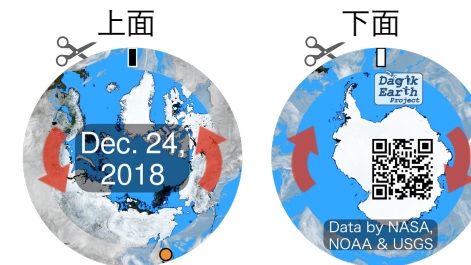 上面
下面
Dec. 24,
2018
Dagik
Earth
Project
Data by NASA,
NOAA & USGS